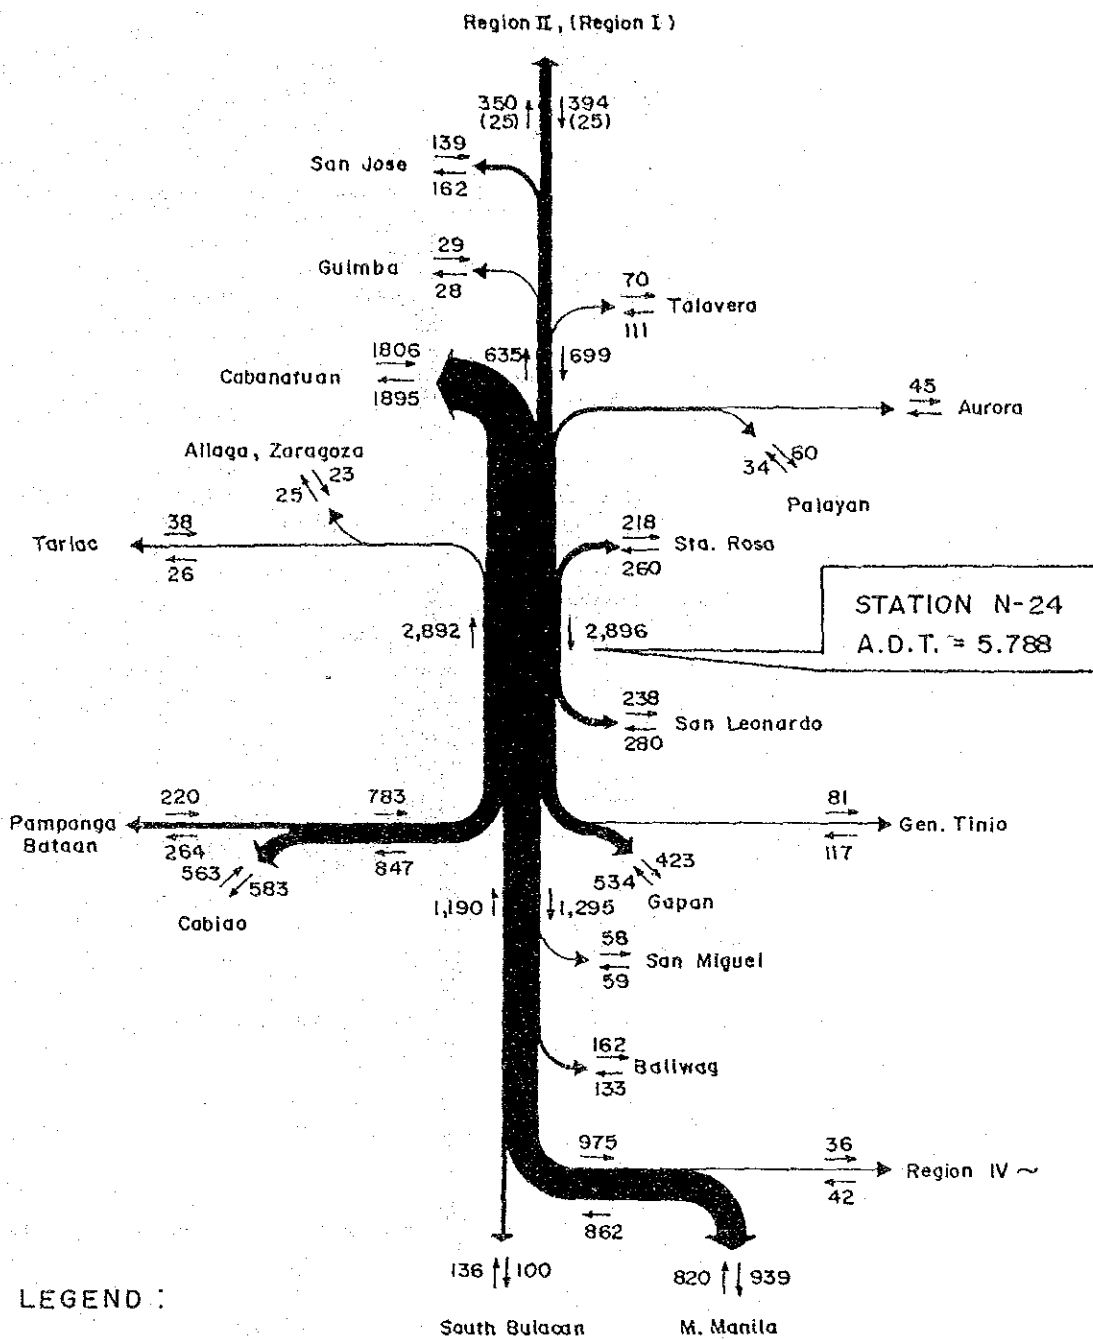 Region II, (Region I)
350 394
(25) (25)
139
San Jose
162
29
Guimba
28
70
Talavera
111
1806 635 699
Cabanatuan
1895
45
Aurora
Aliaga, Zaragoza
23
25
60
34
Palayan
38
Tarlac
26
218
Sta. Rosa
260
STATION N-24
A.D.T. = 5.788
2,892 2,896
238
San Leonardo
280
220 783
Pampanga
Bataan
264 847
563 583
Cabiao
81
Gen. Tinio
117
423
534
Gapan
1,190 1,295
58
San Miguel
59
162
Baliwag
133
975 36
Region IV ~
862 42
136 100 820 939
LEGEND :
South Bulacan M. Manila